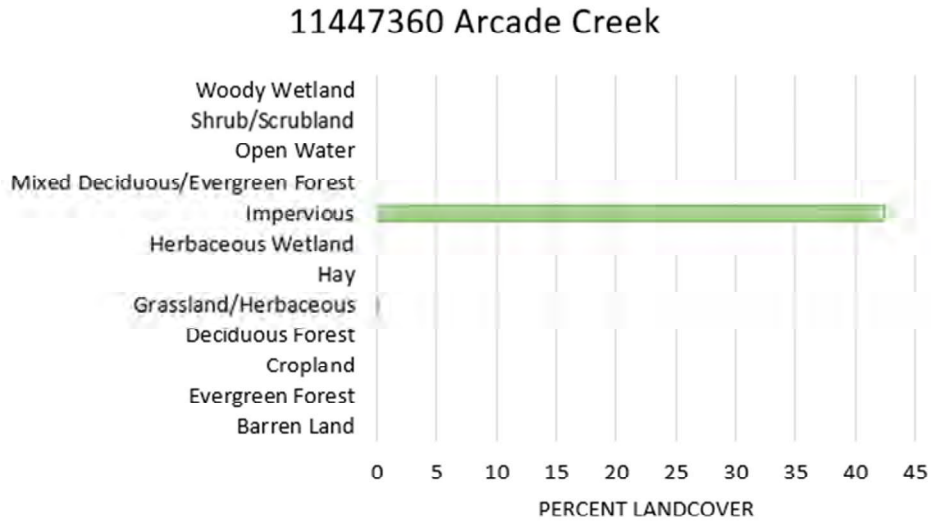 11447360 Arcade Creek
Woody Wetland
Shrub/Scrubland
Open Water
Mixed Deciduous/Evergreen Forest
Impervious
Herbaceous Wetland
Hay
Grassland/Herbaceous
Deciduous Forest
Cropland
Evergreen Forest
Barren Land
0 5 10 15 20 25 30 35 40 45
PERCENT LANDCOVER